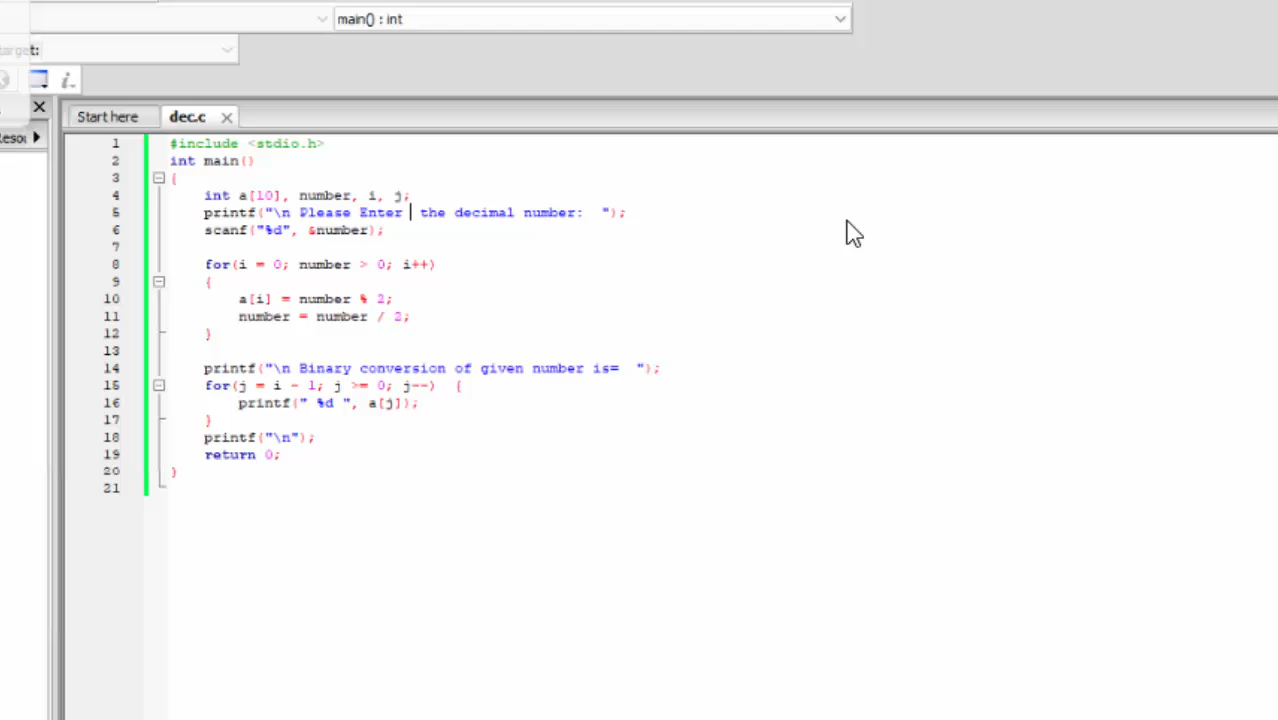 main() : int
target:
i
Resou
Start here
dec.c
1 #include <stdio.h>
2 int main()
3 {
4 int a[10], number, i, j;
5 printf("\n Please Enter the decimal number:  ");
6 scanf("%d", &number);
7
8 for(i = 0; number > 0; i++)
9 {
10 a[i] = number % 2;
11 number = number / 2;
12 }
13
14 printf("\n Binary conversion of given number is=  ");
15 for(j = i - 1; j >= 0; j--)  {
16 printf(" %d ", a[j]);
17 }
18 printf("\n");
19 return 0;
20 }
21